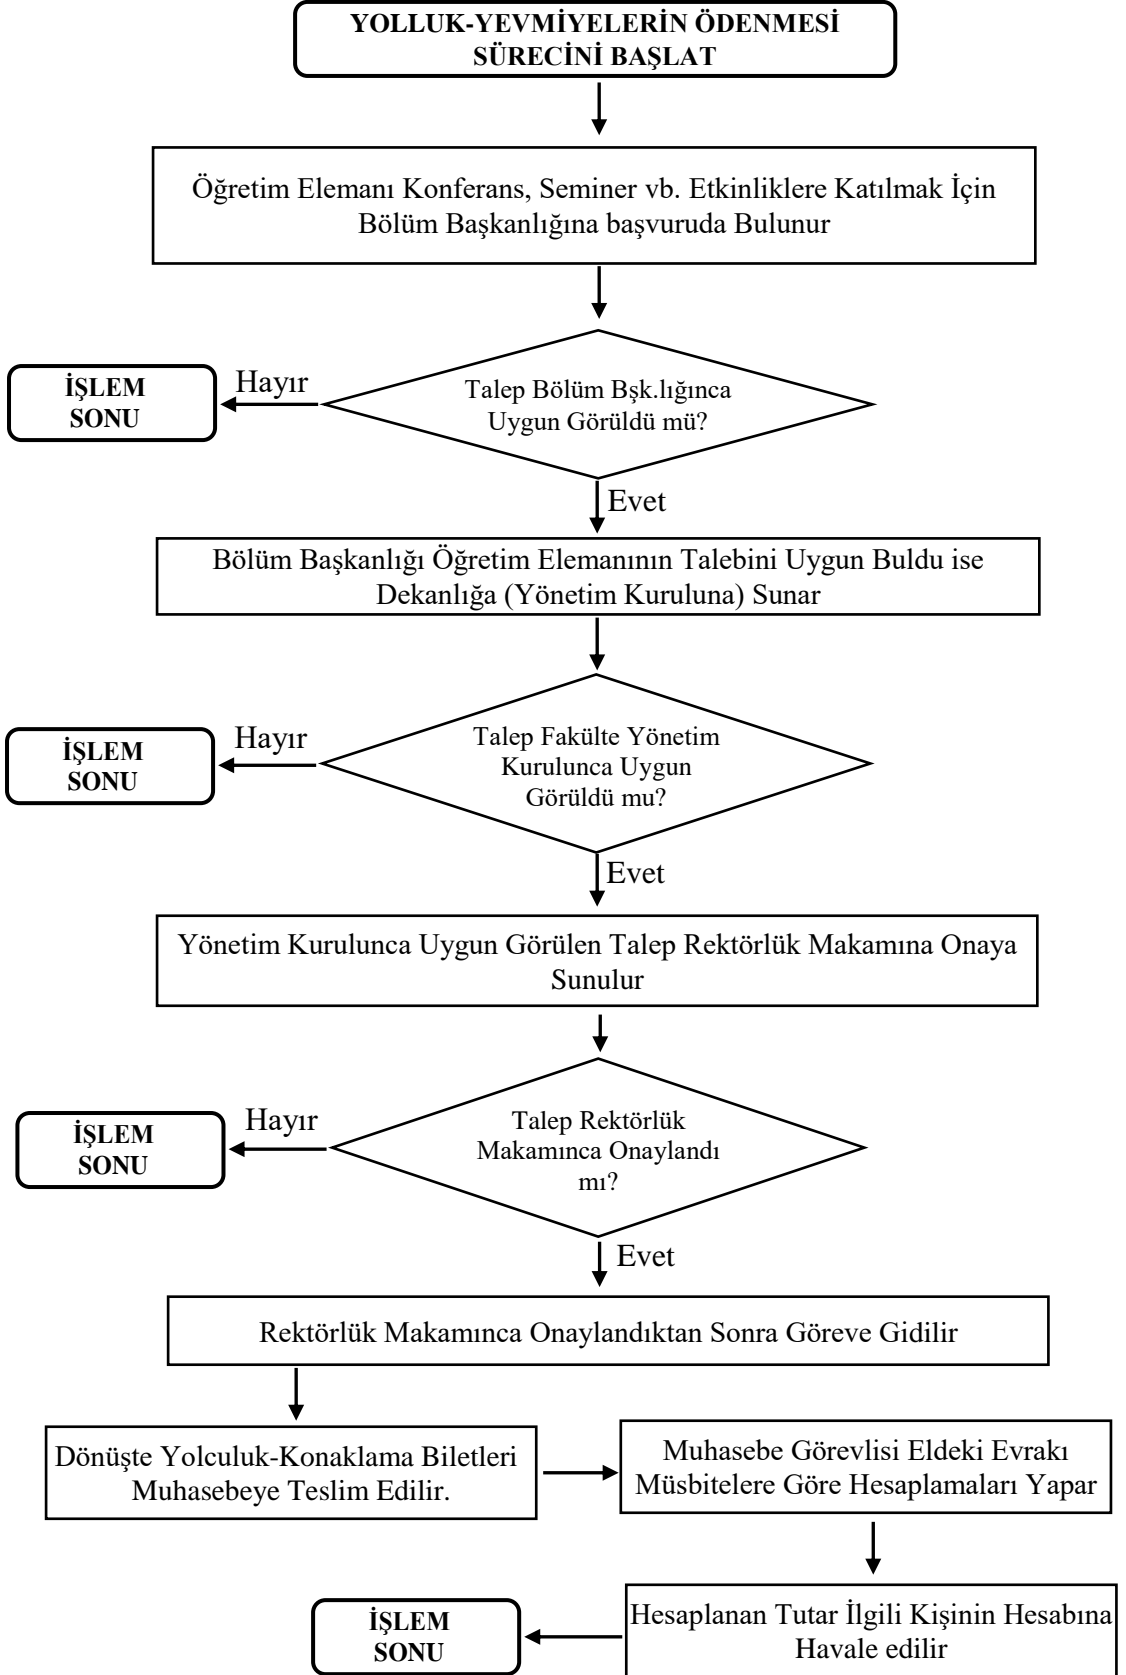 YOLLUK-YEVMİYELERİN ÖDENMESİ
SÜRECİNİ BAŞLAT
Öğretim Elemanı Konferans, Seminer vb. Etkinliklere Katılmak İçin
Bölüm Başkanlığına başvuruda Bulunur
İŞLEM
SONU
Hayır
Talep Bölüm Bşk.lığınca
Uygun Görüldü mü?
Evet
Bölüm Başkanlığı Öğretim Elemanının Talebini Uygun Buldu ise
Dekanlığa (Yönetim Kuruluna) Sunar
İŞLEM
SONU
Hayır
Talep Fakülte Yönetim
Kurulunca Uygun
Görüldü mu?
Evet
Yönetim Kurulunca Uygun Görülen Talep Rektörlük Makamına Onaya
Sunulur
İŞLEM
SONU
Hayır
Talep Rektörlük
Makamınca Onaylandı
mı?
Evet
Rektörlük Makamınca Onaylandıktan Sonra Göreve Gidilir
Dönüşte Yolculuk-Konaklama Biletleri
Muhasebeye Teslim Edilir.
Muhasebe Görevlisi Eldeki Evrakı
Müsbitelere Göre Hesaplamaları Yapar
Hesaplanan Tutar İlgili Kişinin Hesabına
Havale edilir
İŞLEM
SONU